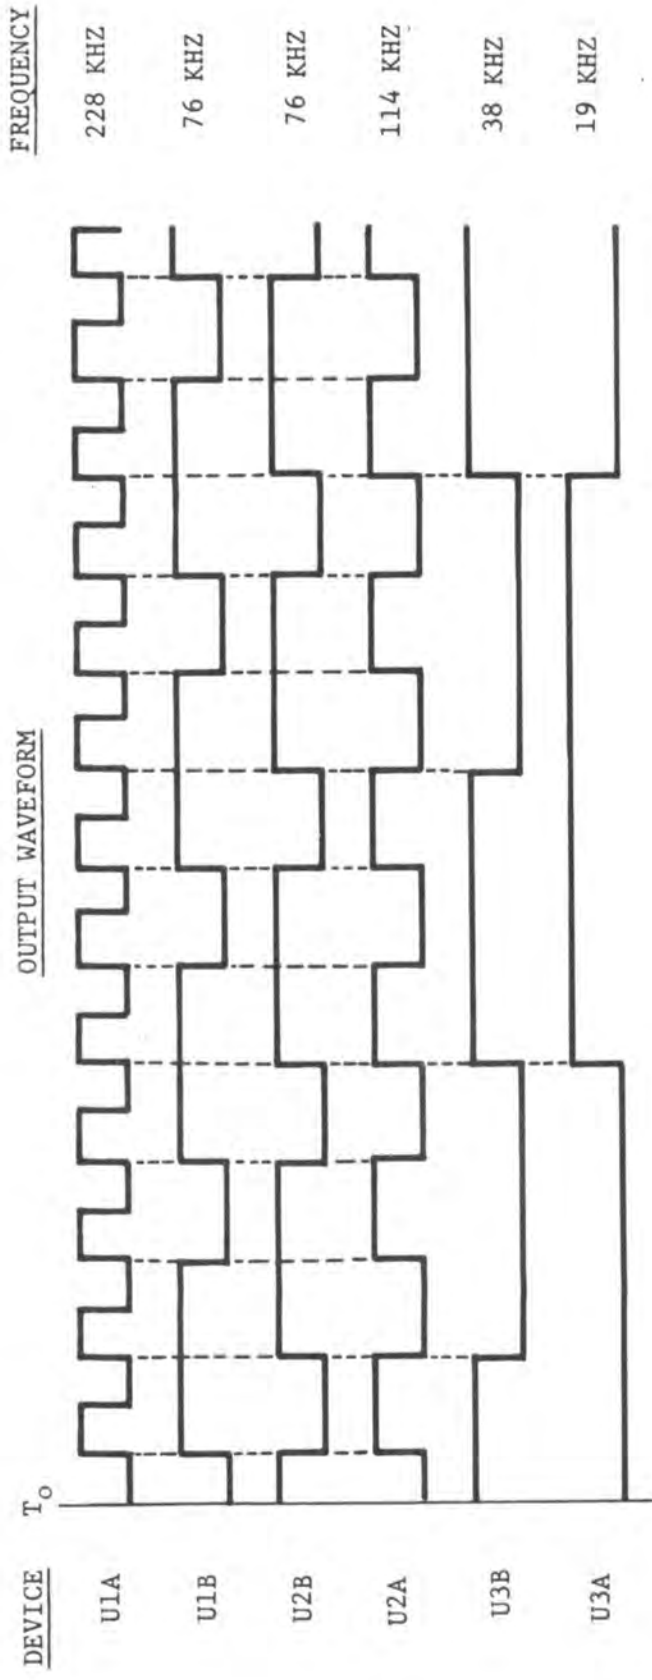 DEVICE OUTPUT WAVEFORM FREQUENCY
T₀
U1A 228 KHZ
U1B 76 KHZ
U2B 76 KHZ
U2A 114 KHZ
U3B 38 KHZ
U3A 19 KHZ